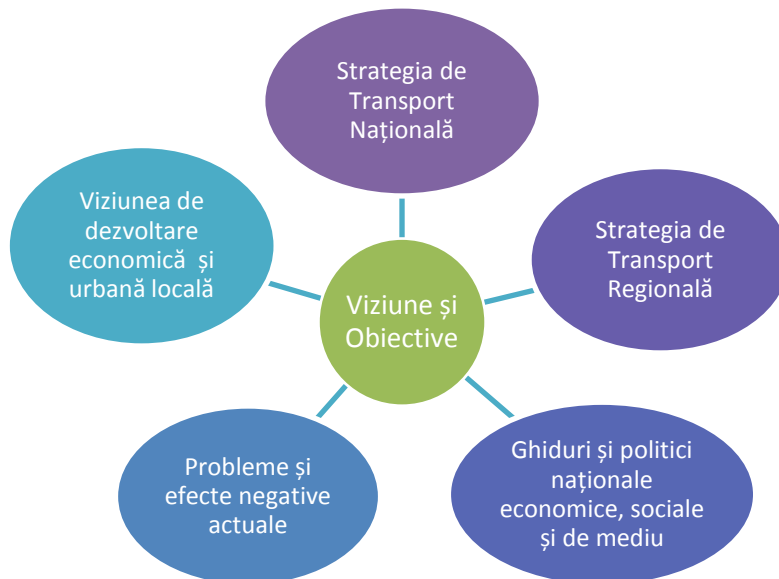 Strategia de
Transport
Națională
Viziunea de
dezvoltare
economică și
urbană locală
Strategia de
Transport
Regională
Viziune și
Obiective
Probleme și
efecte negative
actuale
Ghiduri și politici
naționale
economice, sociale
și de mediu